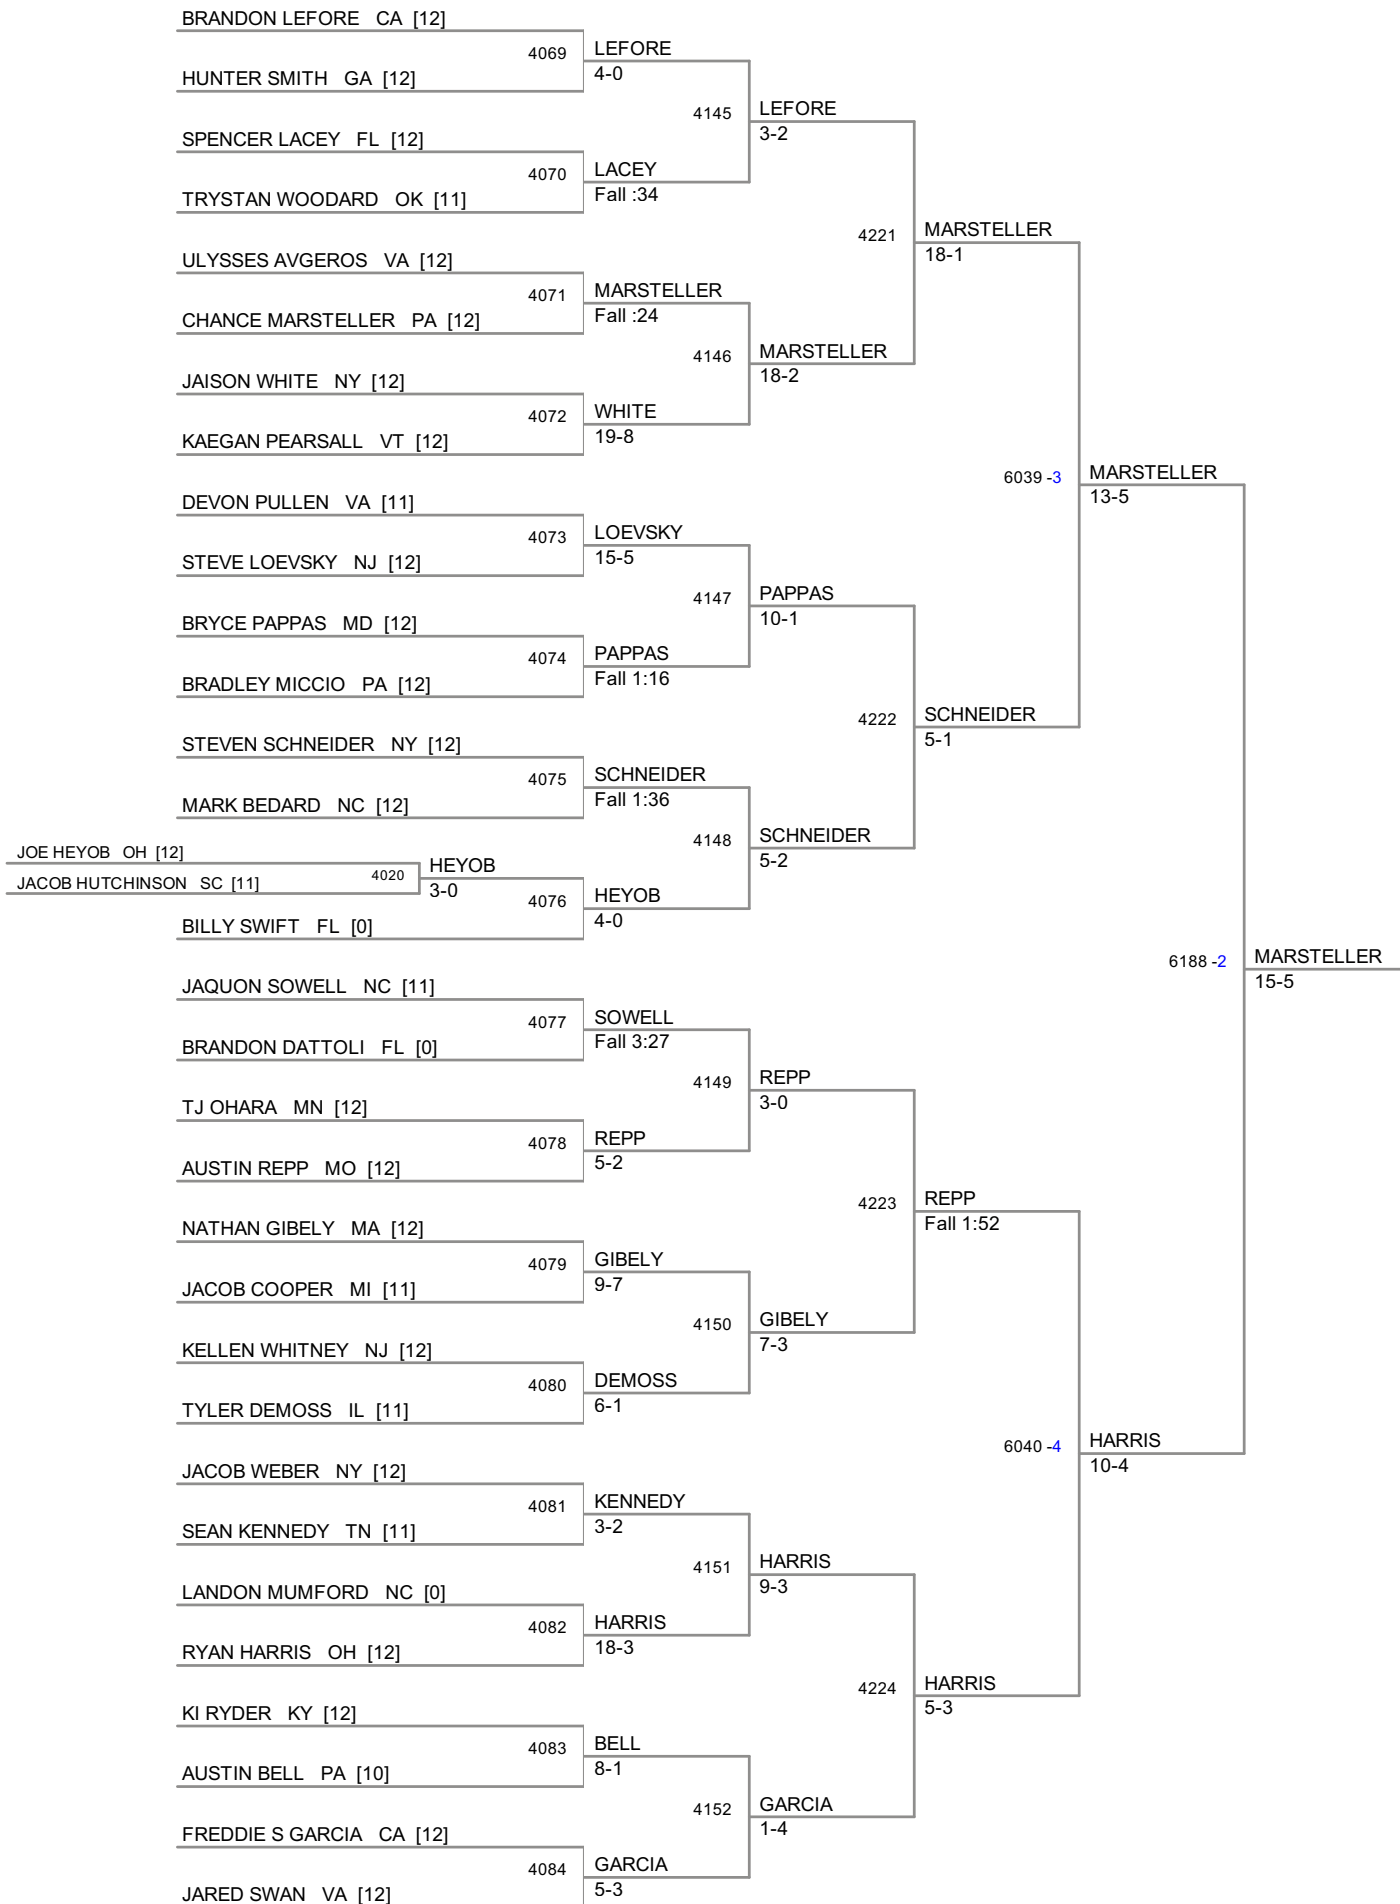 BRANDON LEFORE CA [12]
4069 LEFORE
4-0
HUNTER SMITH GA [12]
4145 LEFORE
3-2
SPENCER LACEY FL [12]
4070 LACEY
Fall :34
TRYSTAN WOODARD OK [11]
4221 MARSTELLER
18-1
ULYSSES AVGEROS VA [12]
4071 MARSTELLER
Fall :24
CHANCE MARSTELLER PA [12]
4146 MARSTELLER
18-2
JAISON WHITE NY [12]
4072 WHITE
19-8
KAEGAN PEARSALL VT [12]
6039 -3 MARSTELLER
13-5
DEVON PULLEN VA [11]
4073 LOEVSKY
15-5
STEVE LOEVSKY NJ [12]
4147 PAPPAS
10-1
BRYCE PAPPAS MD [12]
4074 PAPPAS
Fall 1:16
BRADLEY MICCIO PA [12]
4222 SCHNEIDER
5-1
STEVEN SCHNEIDER NY [12]
4075 SCHNEIDER
Fall 1:36
MARK BEDARD NC [12]
4148 SCHNEIDER
5-2
JOE HEYOB OH [12]
4020 HEYOB
3-0
JACOB HUTCHINSON SC [11]
4076 HEYOB
4-0
BILLY SWIFT FL [0]
6188 -2 MARSTELLER
15-5
JAQUON SOWELL NC [11]
4077 SOWELL
Fall 3:27
BRANDON DATTOLI FL [0]
4149 REPP
3-0
TJ OHARA MN [12]
4078 REPP
5-2
AUSTIN REPP MO [12]
4223 REPP
Fall 1:52
NATHAN GIBELY MA [12]
4079 GIBELY
9-7
JACOB COOPER MI [11]
4150 GIBELY
7-3
KELLEN WHITNEY NJ [12]
4080 DEMOSS
6-1
TYLER DEMOSS IL [11]
6040 -4 HARRIS
10-4
JACOB WEBER NY [12]
4081 KENNEDY
3-2
SEAN KENNEDY TN [11]
4151 HARRIS
9-3
LANDON MUMFORD NC [0]
4082 HARRIS
18-3
RYAN HARRIS OH [12]
4224 HARRIS
5-3
KI RYDER KY [12]
4083 BELL
8-1
AUSTIN BELL PA [10]
4152 GARCIA
1-4
FREDDIE S GARCIA CA [12]
4084 GARCIA
5-3
JARED SWAN VA [12]